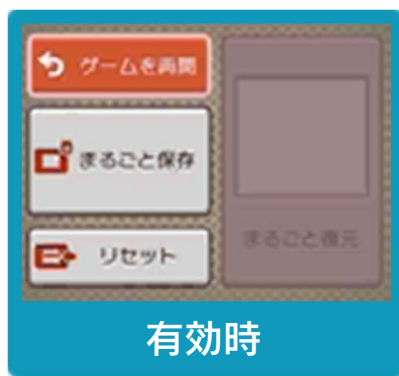 ゲームを再開
まるごと保存
まるごと復元
リセット
有効時